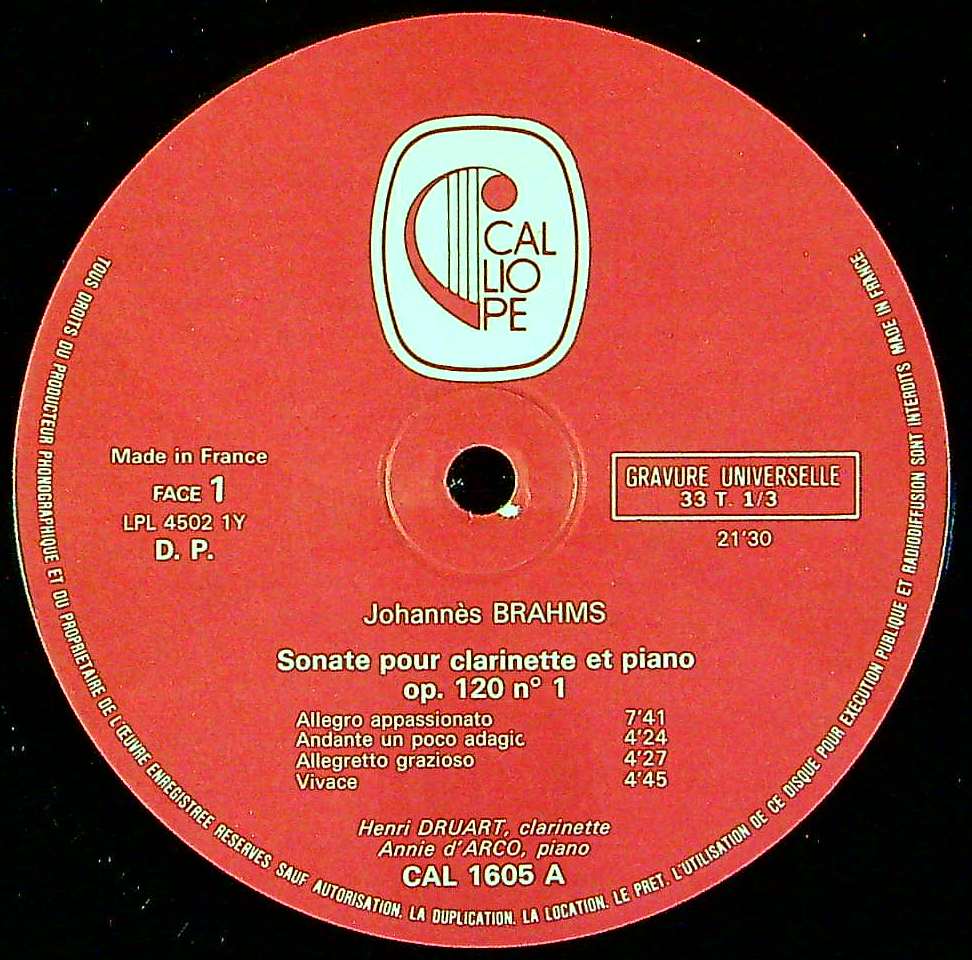 CAL
LIO
PE
Made in France
FACE 1
LPL 4502 1Y
D. P.
GRAVURE UNIVERSELLE
33 T. 1/3
21'30
Johannès BRAHMS
Sonate pour clarinette et piano
op. 120 n° 1
Allegro appassionato 7'41
Andante un poco adagio 4'24
Allegretto grazioso 4'27
Vivace 4'45
Henri DRUART, clarinette
Annie d'ARCO, piano
CAL 1605 A
TOUS DROITS DU PRODUCTEUR PHONOGRAPHIQUE ET DU PROPRIETAIRE DE L'ŒUVRE ENREGISTREE RESERVES SAUF AUTORISATION, LA DUPLICATION, LA LOCATION, LE PRET, L'UTILISATION DE CE DISQUE POUR EXECUTION PUBLIQUE ET RADIODIFFUSION SONT INTERDITS MADE IN FRANCE.